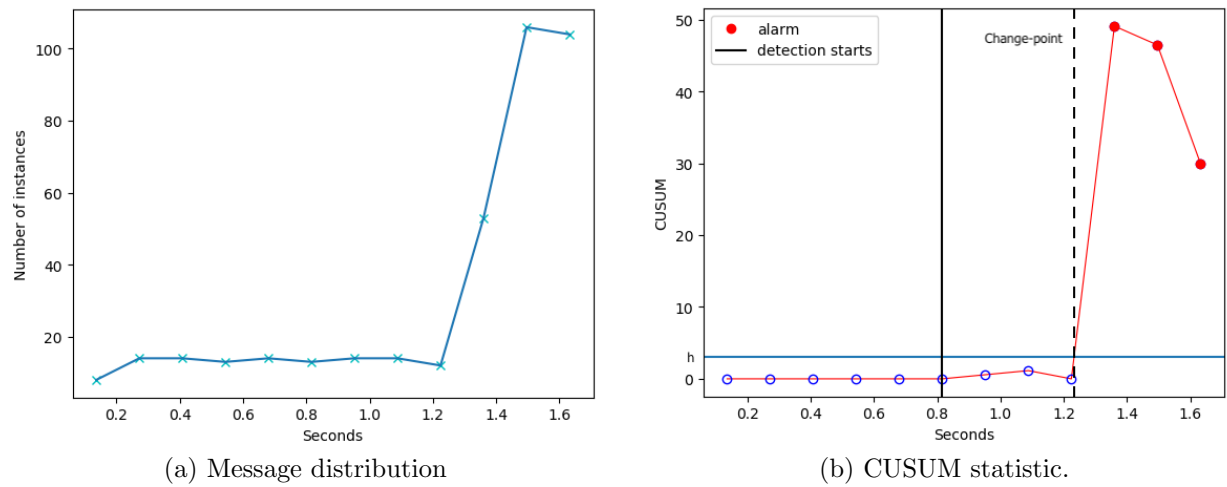 100
80
60
40
20
Number of instances
0.2 0.4 0.6 0.8 1.0 1.2 1.4 1.6
Seconds
(a) Message distribution
50
40
30
20
10
h
0
CUSUM
alarm
detection starts
Change-point
0.2 0.4 0.6 0.8 1.0 1.2 1.4 1.6
Seconds
(b) CUSUM statistic.